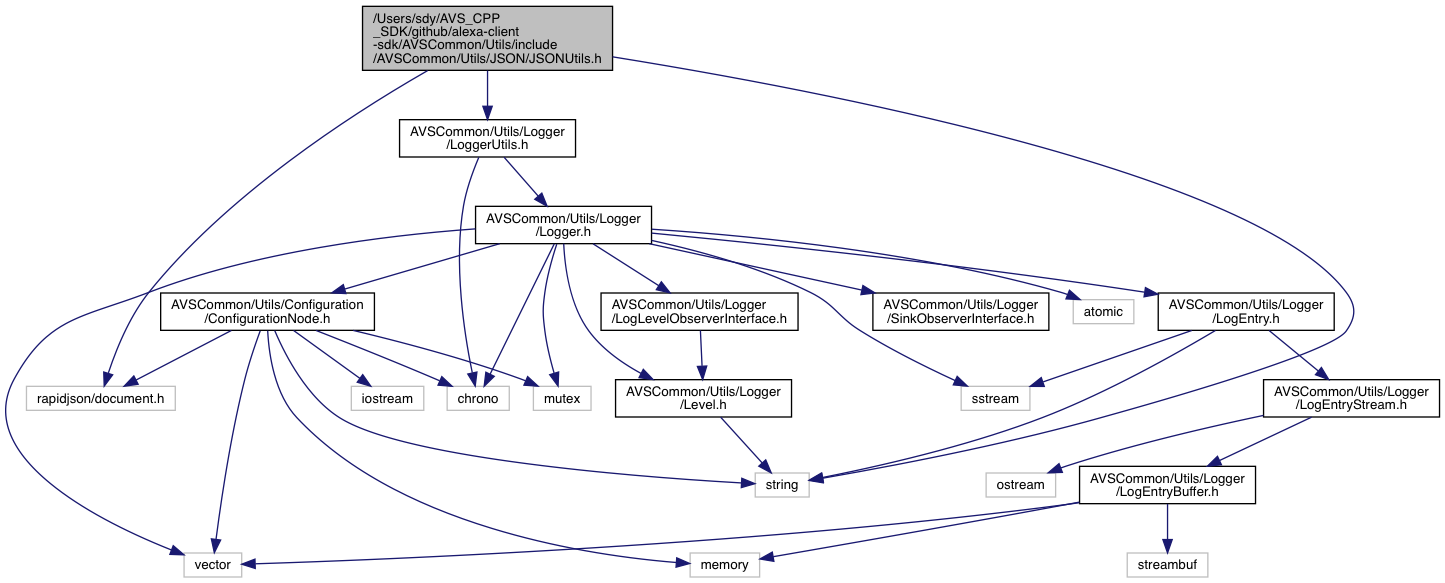 /Users/sdy/AVS_CPP
_SDK/github/alexa-client
-sdk/AVSCommon/Utils/include
/AVSCommon/Utils/JSON/JSONUtils.h
AVSCommon/Utils/Logger
/LoggerUtils.h
AVSCommon/Utils/Logger
/Logger.h
AVSCommon/Utils/Configuration
/ConfigurationNode.h
AVSCommon/Utils/Logger
/LogLevelObserverInterface.h
AVSCommon/Utils/Logger
/SinkObserverInterface.h
atomic
AVSCommon/Utils/Logger
/LogEntry.h
rapidjson/document.h
iostream
chrono
mutex
AVSCommon/Utils/Logger
/Level.h
sstream
AVSCommon/Utils/Logger
/LogEntryStream.h
string
ostream
AVSCommon/Utils/Logger
/LogEntryBuffer.h
vector
memory
streambuf